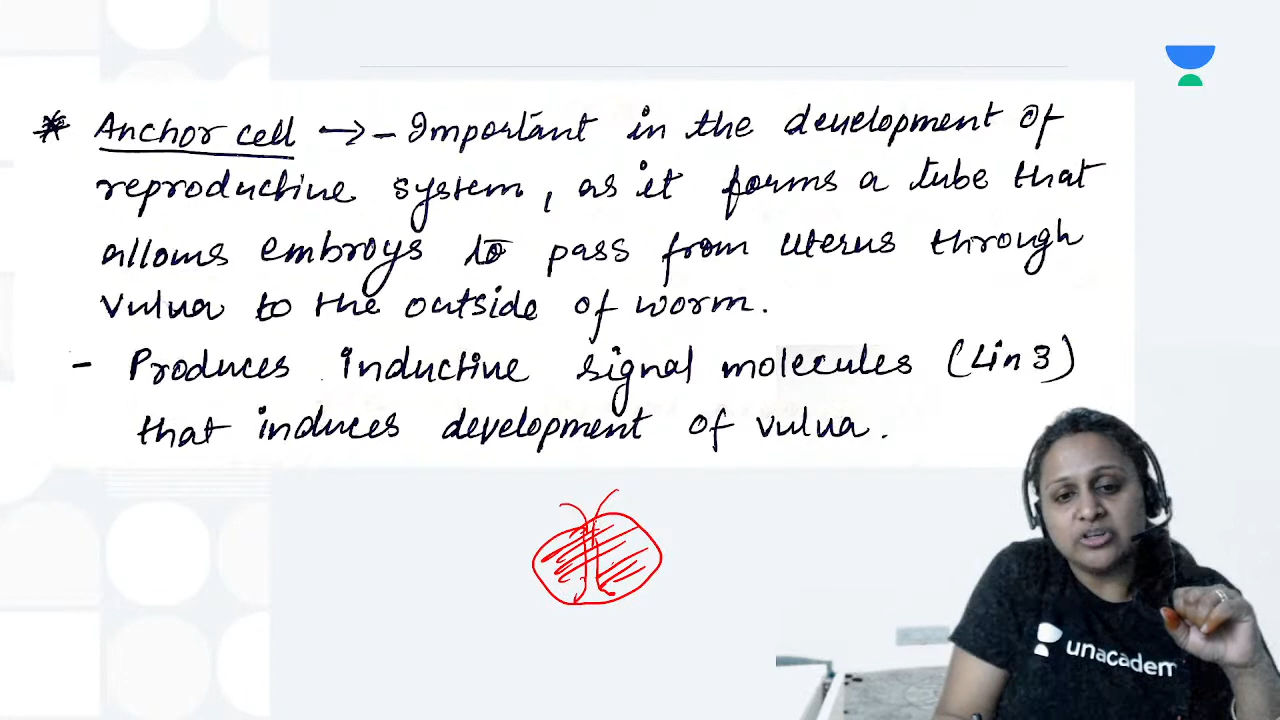 * Anchor cell → - Important in the development of
reproductive system, as it forms a tube that
allows embroys to pass from uterus through
vulva to the outside of worm.
- Produces inductive signal molecules (Lin 3)
that induces development of vulva.
unacadem